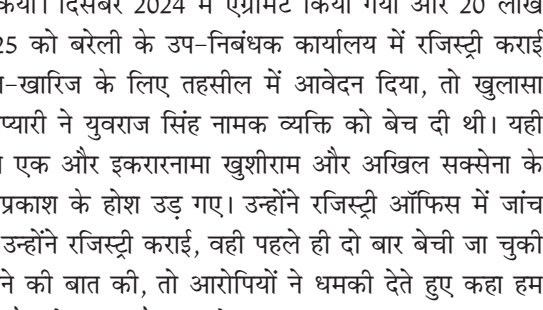 किया। दिसंबर 2024 में एग्रीमेंट किया गया और 20 लाख
25 को बरेली के उप-निबंधक कार्यालय में रजिस्ट्री कराई
-खारिज के लिए तहसील में आवेदन दिया, तो खुलासा
प्यारी ने युवराज सिंह नामक व्यक्ति को बेच दी थी। यही
एक और इकरारनामा खुशीराम और अखिल सक्सेना के
प्रकाश के होश उड़ गए। उन्होंने रजिस्ट्री ऑफिस में जांच
उन्होंने रजिस्ट्री कराई, वही पहले ही दो बार बेची जा चुकी
ने की बात की, तो आरोपियों ने धमकी देते हुए कहा हम